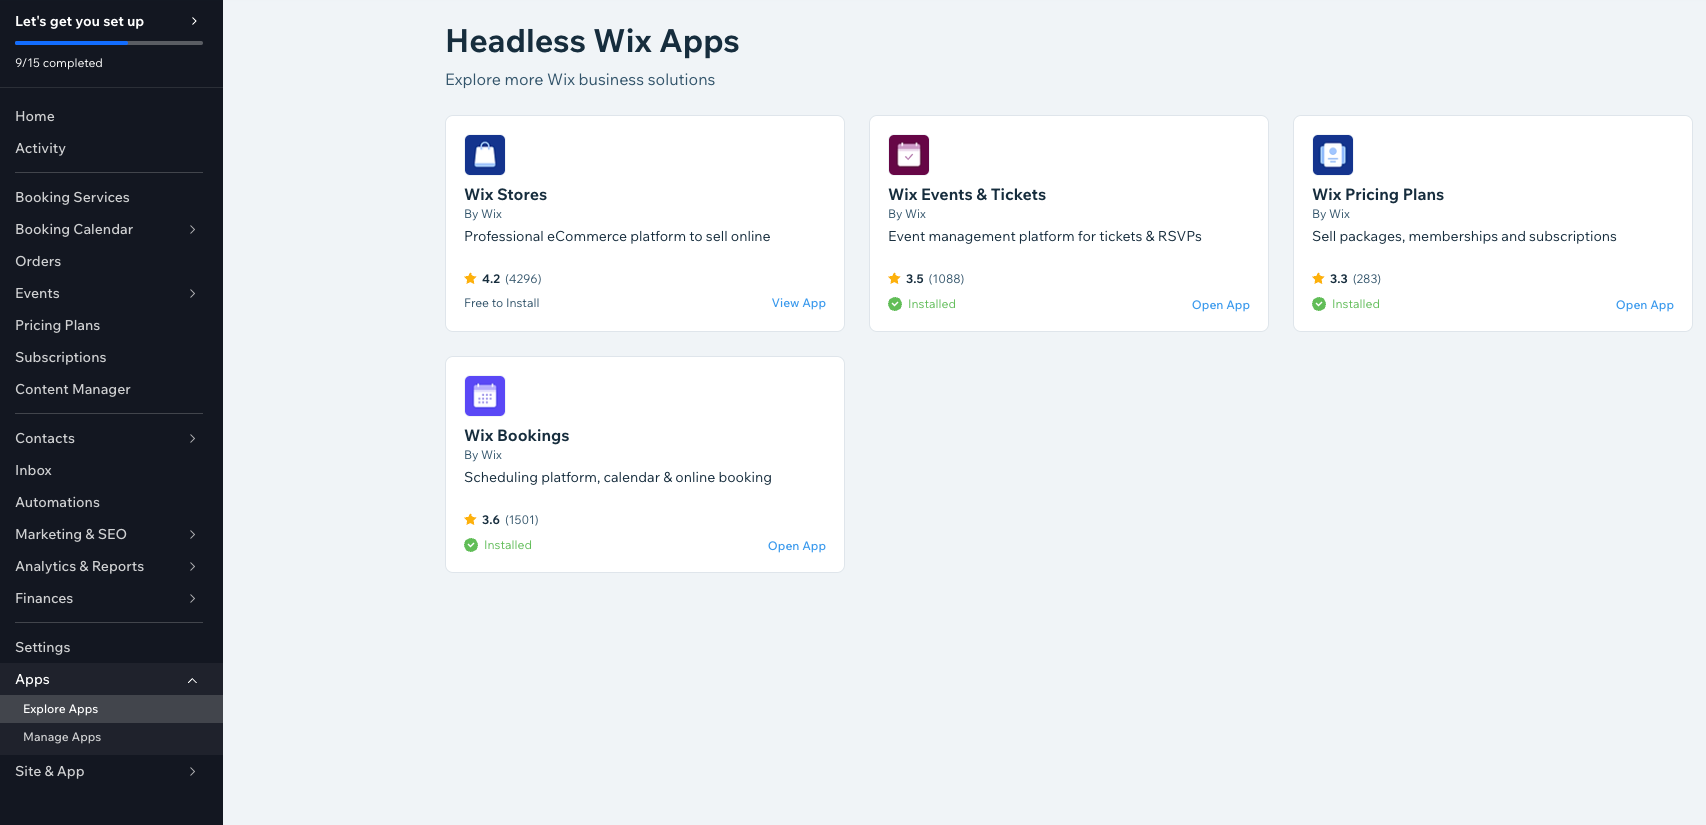 Let's get you set up
9/15 completed
Home
Activity
Booking Services
Booking Calendar
Orders
Events
Pricing Plans
Subscriptions
Content Manager
Contacts
Inbox
Automations
Marketing & SEO
Analytics & Reports
Finances
Settings
Apps
Explore Apps
Manage Apps
Site & App
Headless Wix Apps
Explore more Wix business solutions
Wix Stores
By Wix
Professional eCommerce platform to sell online
4.2 (4296)
Free to Install
View App
Wix Events & Tickets
By Wix
Event management platform for tickets & RSVPs
3.5 (1088)
Installed
Open App
Wix Pricing Plans
By Wix
Sell packages, memberships and subscriptions
3.3 (283)
Installed
Open App
Wix Bookings
By Wix
Scheduling platform, calendar & online booking
3.6 (1501)
Installed
Open App